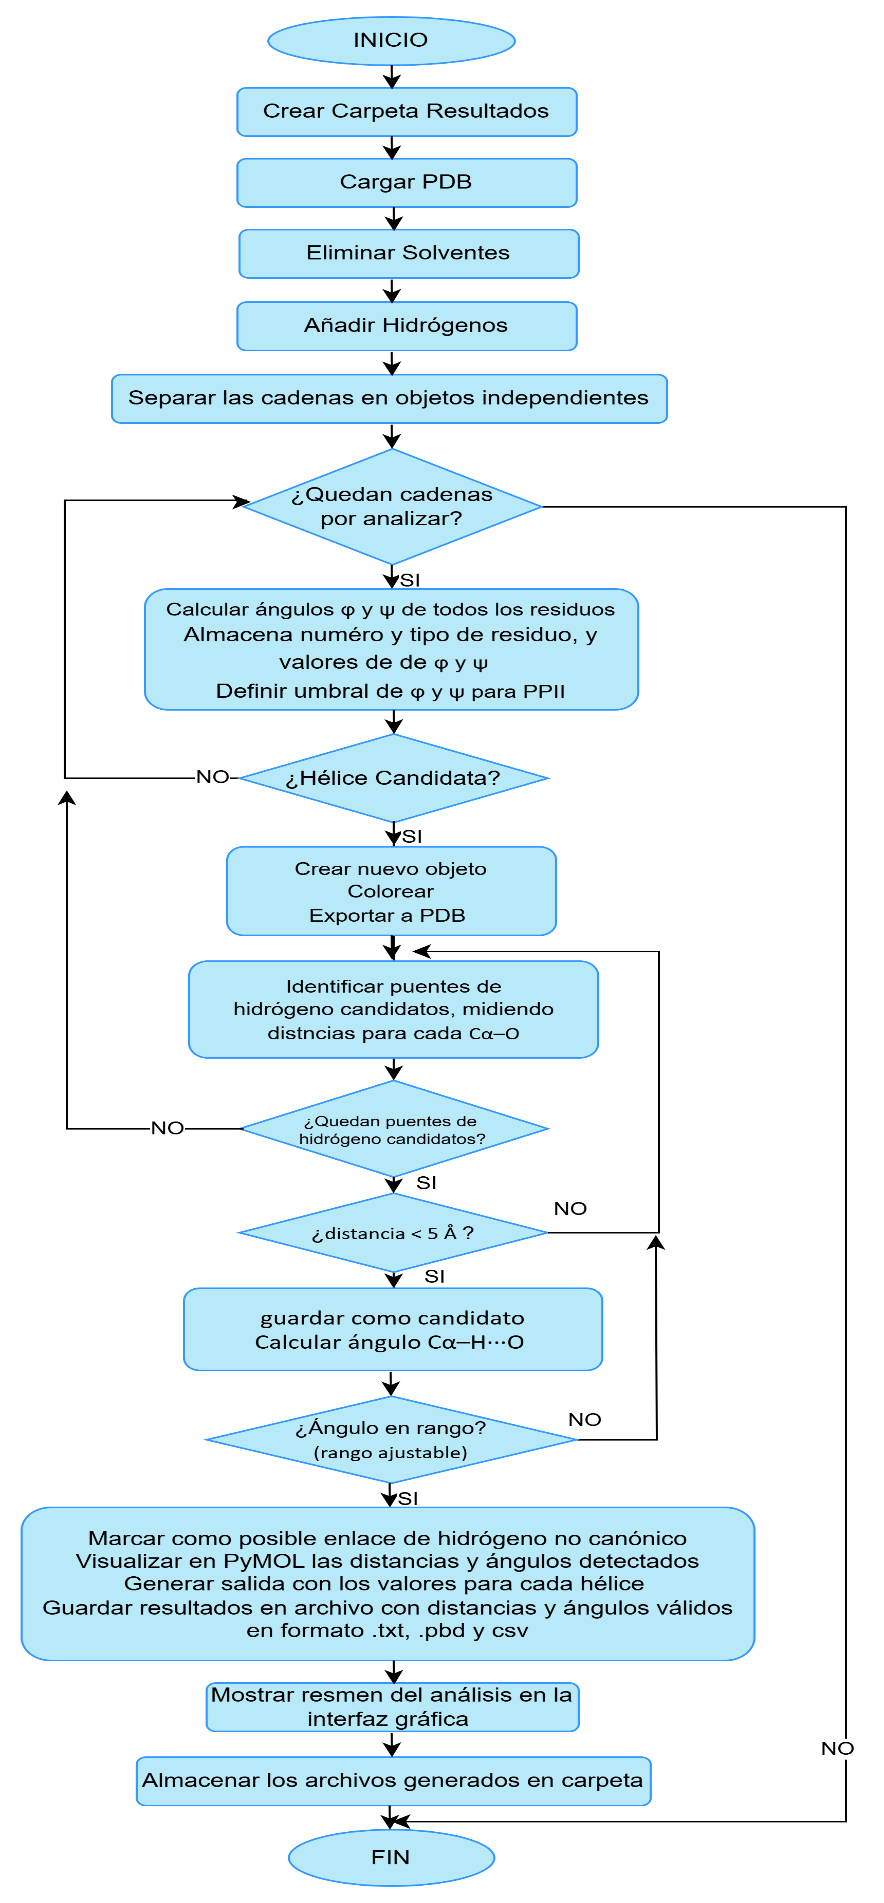 INICIO
Crear Carpeta Resultados
Cargar PDB
Eliminar Solventes
Añadir Hidrógenos
Separar las cadenas en objetos independientes
¿Quedan cadenas
por analizar?
SI
Calcular ángulos φ y ψ de todos los residuos
Almacena numéro y tipo de residuo, y
valores de de φ y ψ
Definir umbral de φ y ψ para PPII
NO
¿Hélice Candidata?
SI
Crear nuevo objeto
Colorear
Exportar a PDB
Identificar puentes de
hidrógeno candidatos, midiendo
distncias para cada Cα–O
NO
¿Quedan puentes de
hidrógeno candidatos?
SI
NO
¿distancia < 5 Å ?
SI
guardar como candidato
Calcular ángulo Cα–H···O
NO
¿Ángulo en rango?
(rango ajustable)
SI
Marcar como posible enlace de hidrógeno no canónico
Visualizar en PyMOL las distancias y ángulos detectados
Generar salida con los valores para cada hélice
Guardar resultados en archivo con distancias y ángulos válidos
en formato .txt, .pbd y csv
Mostrar resmen del análisis en la
interfaz gráfica
NO
Almacenar los archivos generados en carpeta
FIN